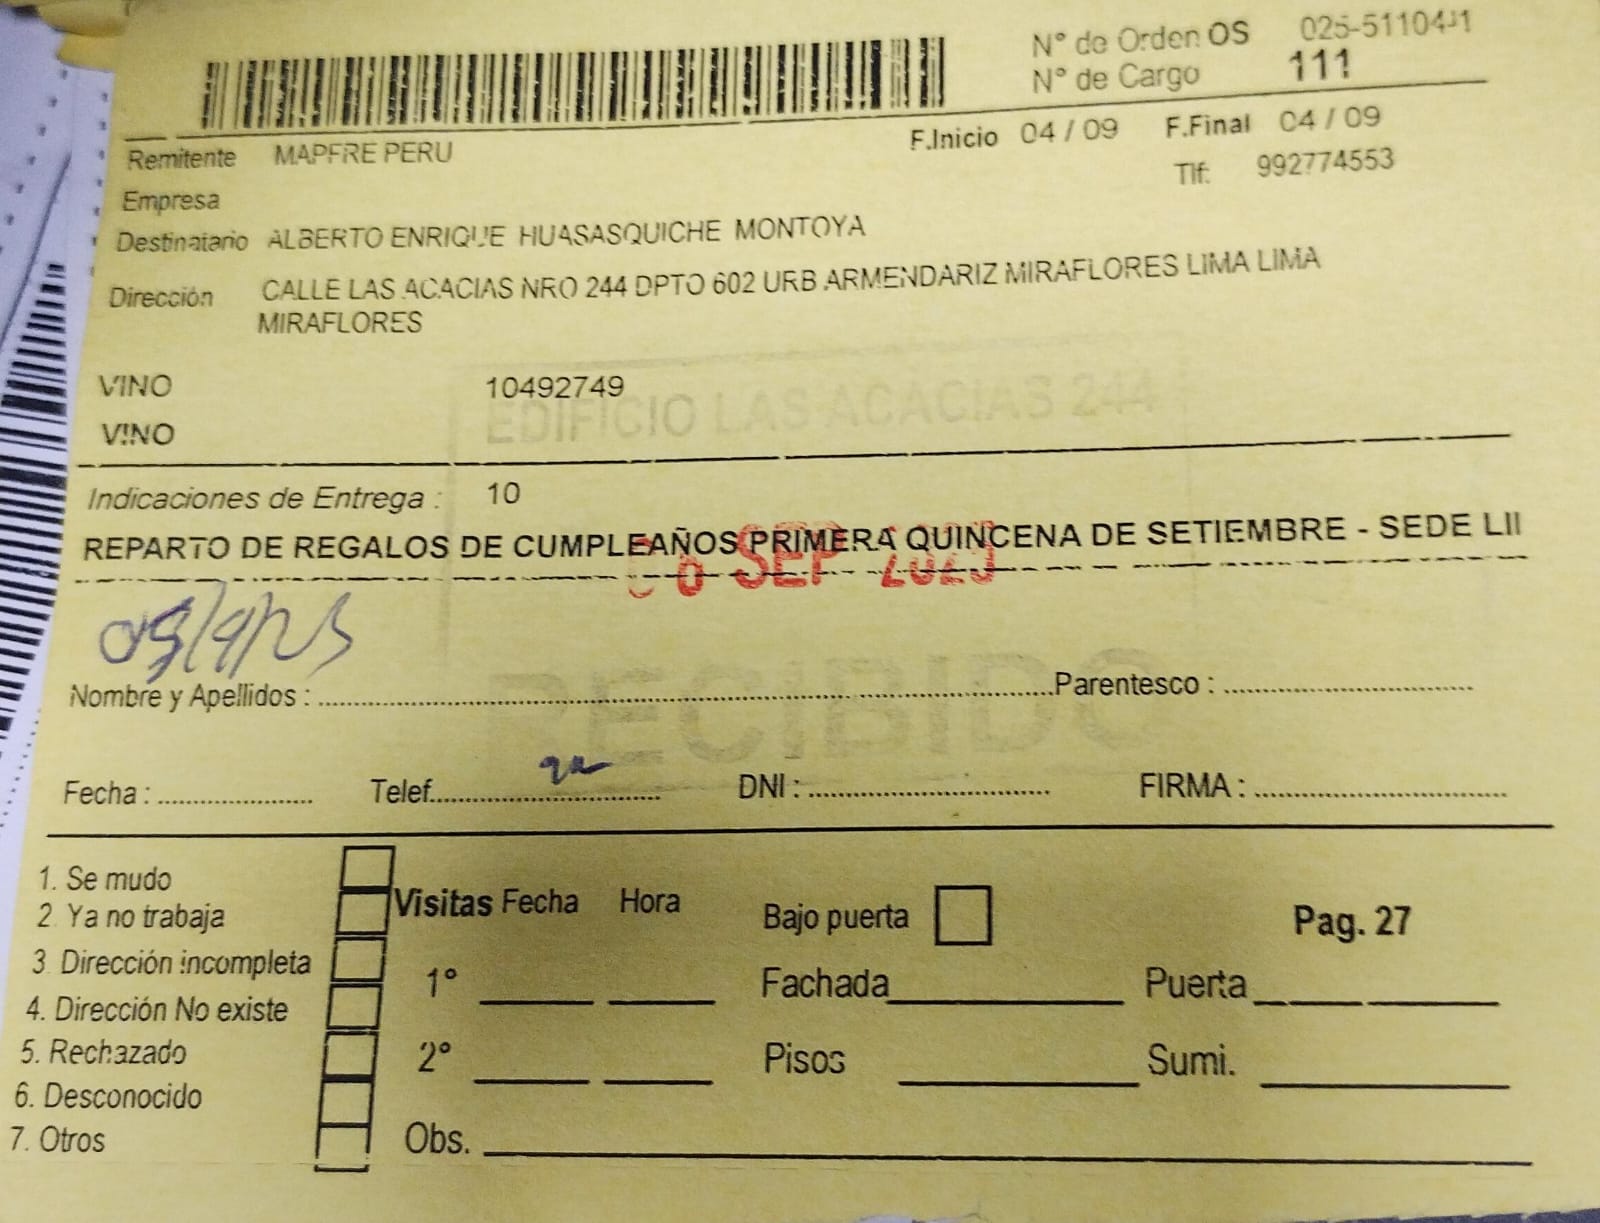 N° de Orden OS 025-511041
N° de Cargo 111
F.Inicio 04 / 09 F.Final 04 / 09
Remitente MAPFRE PERU
Tlf: 992774553
Empresa
Destinatario ALBERTO ENRIQUE HUASASQUICHE MONTOYA
Dirección CALLE LAS ACACIAS NRO 244 DPTO 602 URB ARMENDARIZ MIRAFLORES LIMA LIMA
MIRAFLORES
VINO 10492749
EDIFICIO LAS ACACIAS 244
VINO
Indicaciones de Entrega : 10
REPARTO DE REGALOS DE CUMPLEAÑOS PRIMERA QUINCENA DE SETIEMBRE - SEDE LII
06 SEP 2023
Nombre y Apellidos : Parentesco :
RECIBIDO
Fecha : Telef. DNI : FIRMA :
1. Se mudo
2. Ya no trabaja
3. Dirección incompleta
4. Dirección No existe
5. Rechazado
6. Desconocido
7. Otros
Visitas Fecha Hora
1°
2°
Obs.
Bajo puerta
Fachada
Pisos
Pag. 27
Puerta
Sumi.